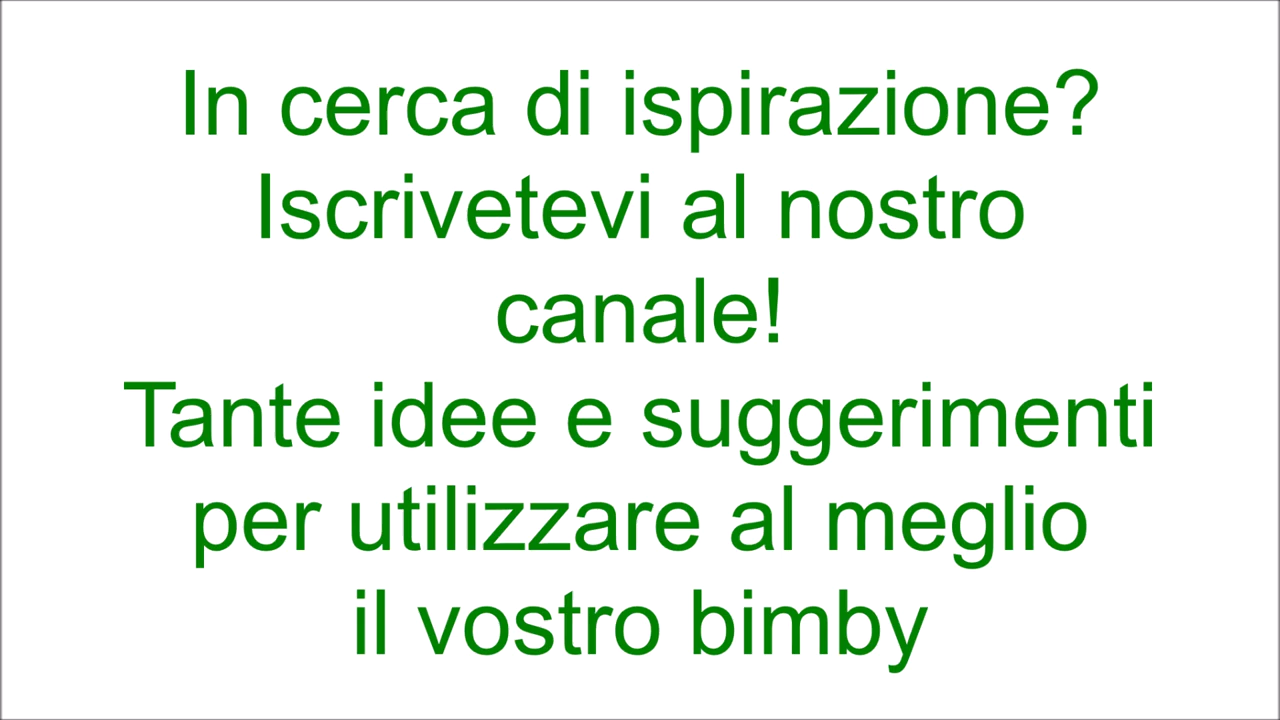 In cerca di ispirazione?
Iscrivetevi al nostro
canale!
Tante idee e suggerimenti
per utilizzare al meglio
il vostro bimby